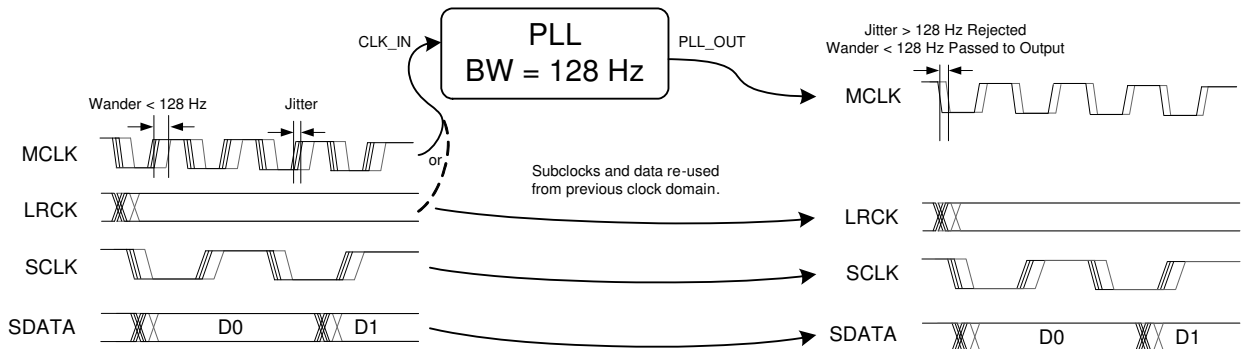 PLL
BW = 128 Hz
CLK_IN
PLL_OUT
Jitter > 128 Hz Rejected
Wander < 128 Hz Passed to Output
Wander < 128 Hz
Jitter
MCLK
or
MCLK
Subclocks and data re-used
from previous clock domain.
LRCK
LRCK
SCLK
SCLK
SDATA
D0
D1
SDATA
D0
D1